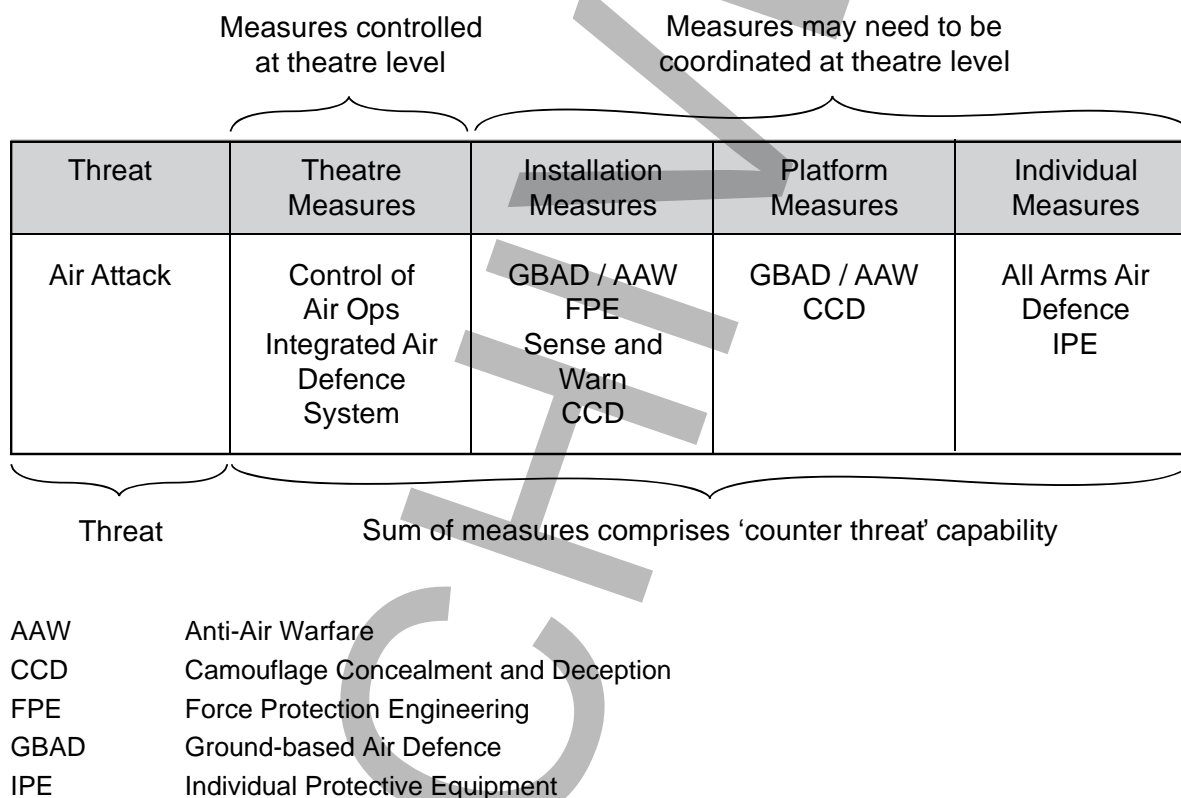 Measures controlled
at theatre level
Measures may need to be
coordinated at theatre level
Threat
Theatre
Measures
Installation
Measures
Platform
Measures
Individual
Measures
Air Attack
Control of
Air Ops
Integrated Air
Defence
System
GBAD / AAW
FPE
Sense and
Warn
CCD
GBAD / AAW
CCD
All Arms Air
Defence
IPE
Threat
Sum of measures comprises ‘counter threat’ capability
AAW Anti-Air Warfare
CCD Camouflage Concealment and Deception
FPE Force Protection Engineering
GBAD Ground-based Air Defence
IPE Individual Protective Equipment